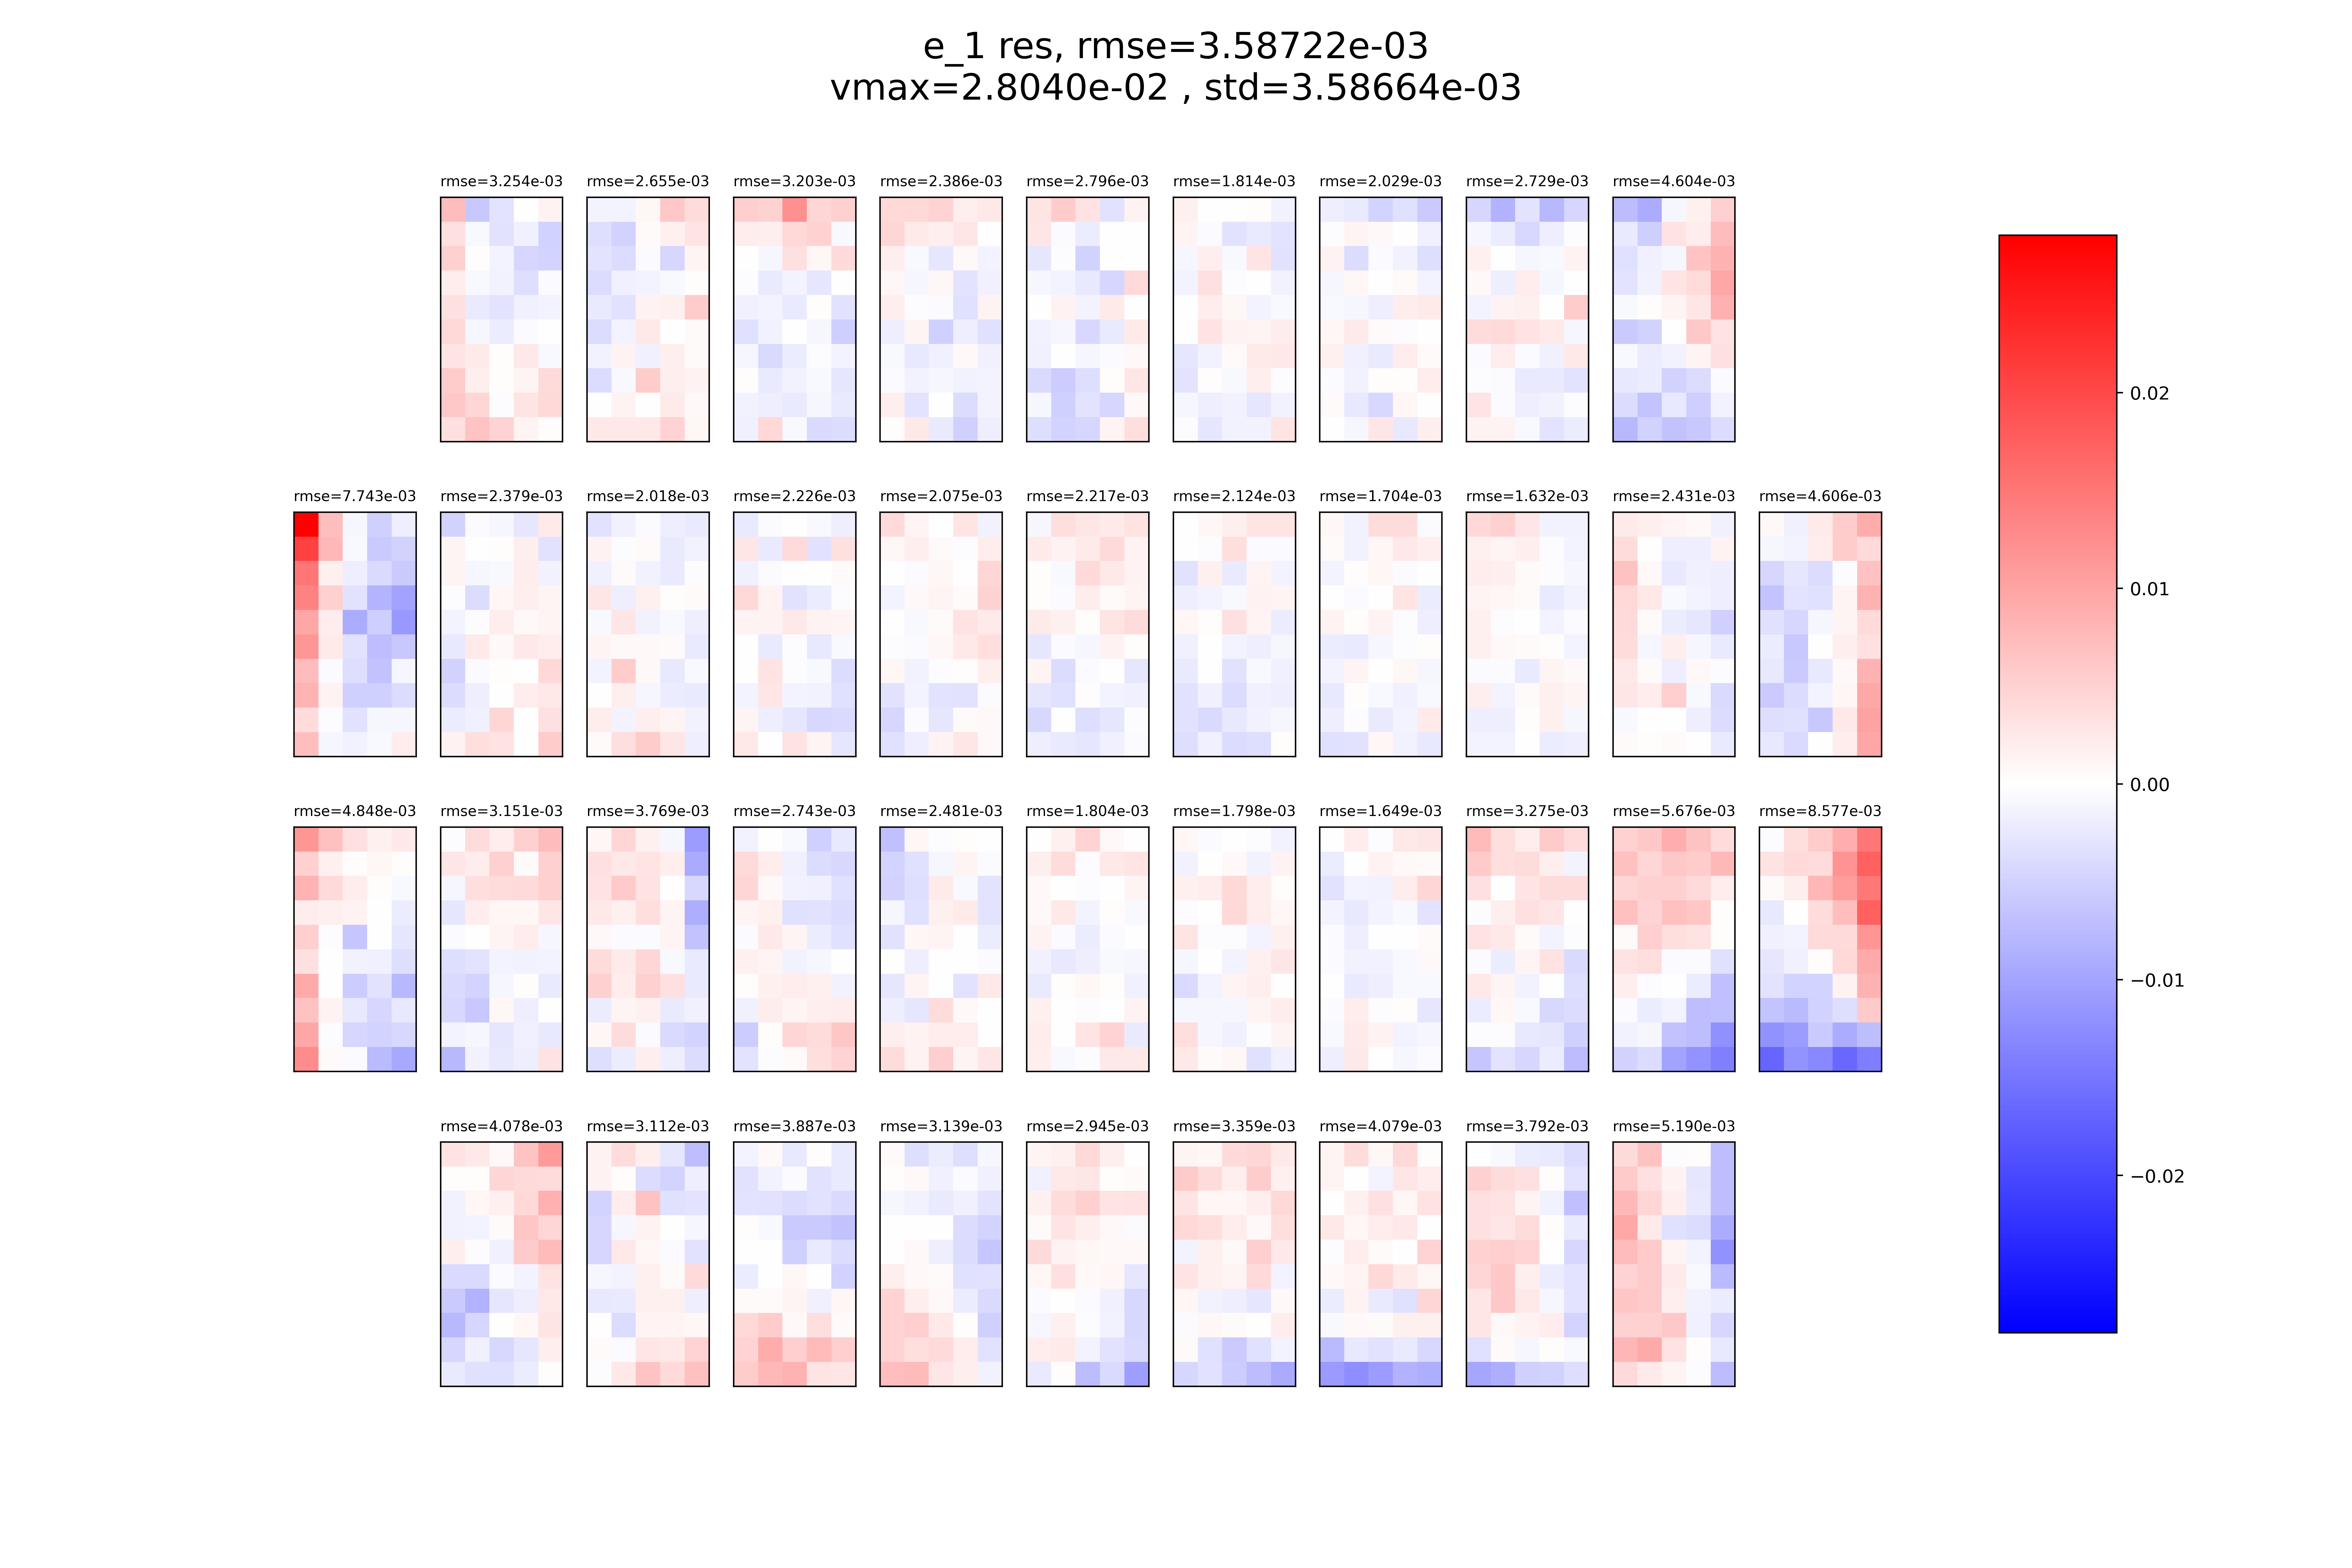 e_1 res, rmse=3.58722e-03
vmax=2.8040e-02 , std=3.58664e-03
rmse=3.254e-03 rmse=2.655e-03 rmse=3.203e-03 rmse=2.386e-03 rmse=2.796e-03 rmse=1.814e-03 rmse=2.029e-03 rmse=2.729e-03 rmse=4.604e-03
rmse=7.743e-03 rmse=2.379e-03 rmse=2.018e-03 rmse=2.226e-03 rmse=2.075e-03 rmse=2.217e-03 rmse=2.124e-03 rmse=1.704e-03 rmse=1.632e-03 rmse=2.431e-03 rmse=4.606e-03
rmse=4.848e-03 rmse=3.151e-03 rmse=3.769e-03 rmse=2.743e-03 rmse=2.481e-03 rmse=1.804e-03 rmse=1.798e-03 rmse=1.649e-03 rmse=3.275e-03 rmse=5.676e-03 rmse=8.577e-03
rmse=4.078e-03 rmse=3.112e-03 rmse=3.887e-03 rmse=3.139e-03 rmse=2.945e-03 rmse=3.359e-03 rmse=4.079e-03 rmse=3.792e-03 rmse=5.190e-03
0.02
0.01
0.00
−0.01
−0.02